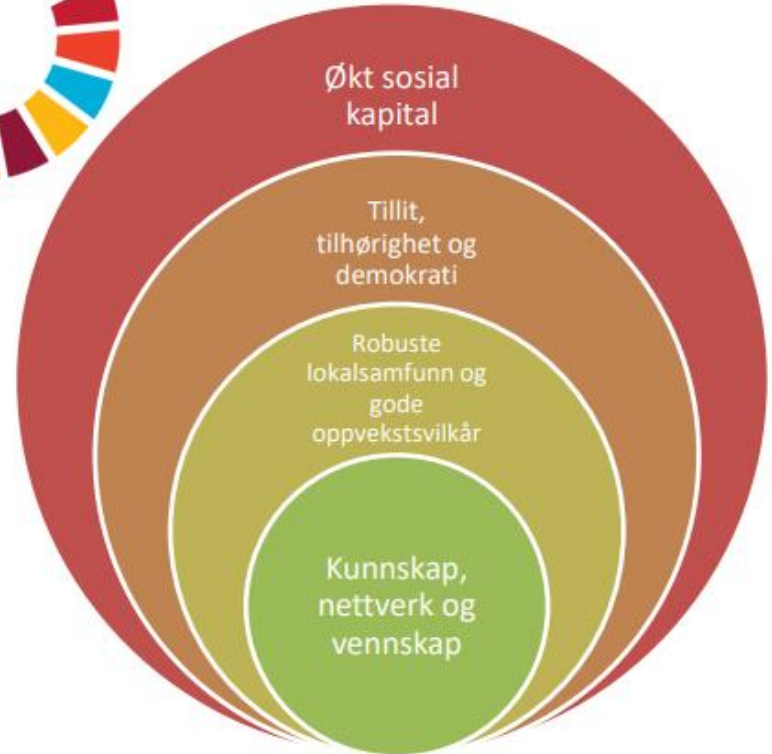 Økt sosial
kapital
Tillit,
tilhørighet og
demokrati
Robuste
lokalsamfunn og
gode
oppvekstsvilkår
Kunnskap,
nettverk og
vennskap